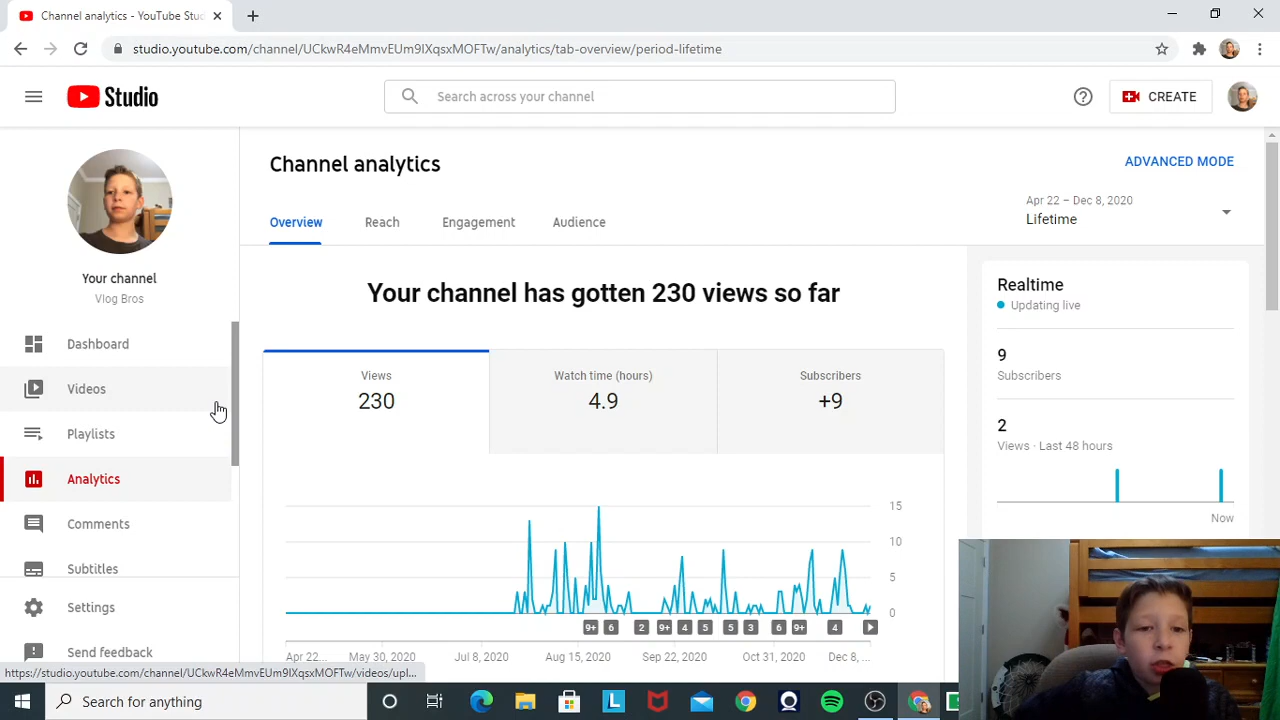 Channel analytics - YouTube Stu
studio.youtube.com/channel/UCkwR4eMmvEUm9IXqsxMOFTw/analytics/tab-overview/period-lifetime
Studio
Search across your channel
CREATE
Your channel
Vlog Bros
Dashboard
Videos
Playlists
Analytics
Comments
Subtitles
Settings
Send feedback
Channel analytics
ADVANCED MODE
Apr 22 – Dec 8, 2020
Lifetime
Overview Reach Engagement Audience
Your channel has gotten 230 views so far
Views
230
Watch time (hours)
4.9
Subscribers
+9
15
10
5
0
9+ 6 2 9+ 4 5 5 3 6 9+ 4
Apr 22... May 30, 2020 Jul 8, 2020 Aug 15, 2020 Sep 22, 2020 Oct 31, 2020 Dec 8, ...
Realtime
Updating live
9
Subscribers
2
Views · Last 48 hours
Now
https://studio.youtube.com/channel/UCkwR4eMmvEUm9IXqsxMOFTw/videos/upl...
Search for anything
L